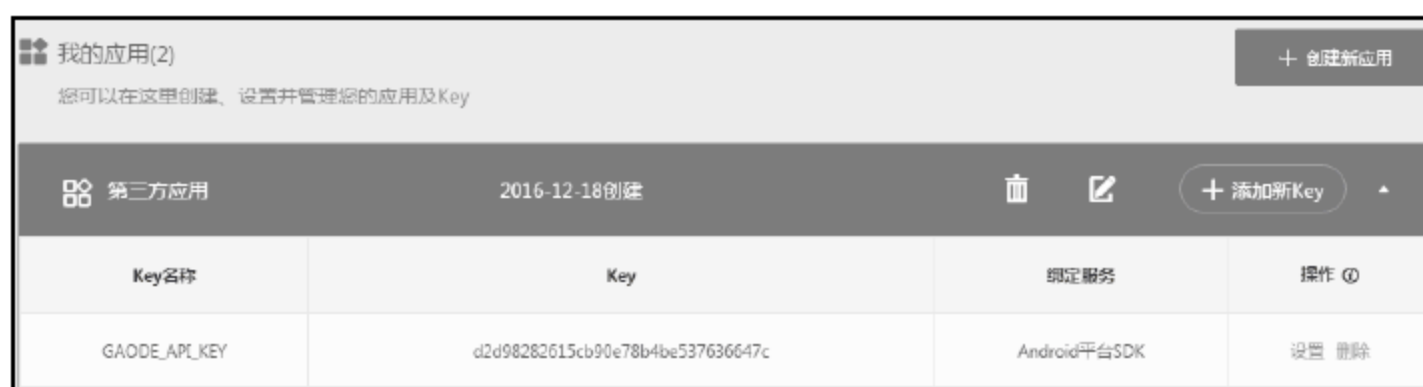 我的应用(2)
+ 创建新应用
您可以在这里创建、设置并管理您的应用及Key
第三方应用 2016-12-18创建 + 添加新Key
Key名称 Key 绑定服务 操作
GAODE_API_KEY d2d98282615cb90e78b4be537636647c Android平台SDK 设置 删除